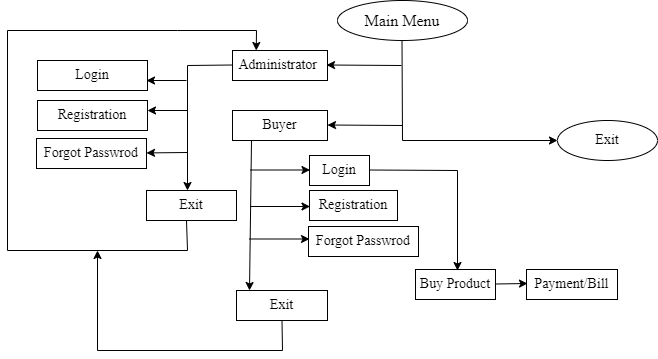 Main Menu
Administrator
Login
Registration
Forgot Passwrod
Exit
Buyer
Exit
Login
Registration
Forgot Passwrod
Buy Product
Payment/Bill
Exit